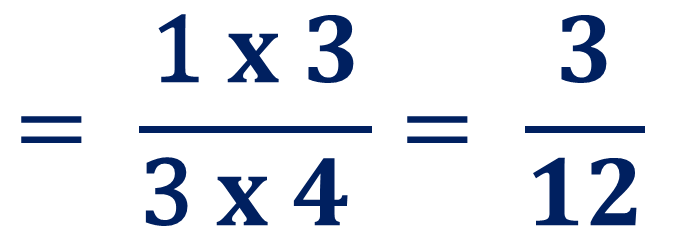 = 1 x 3 / 3 x 4 = 3 / 12